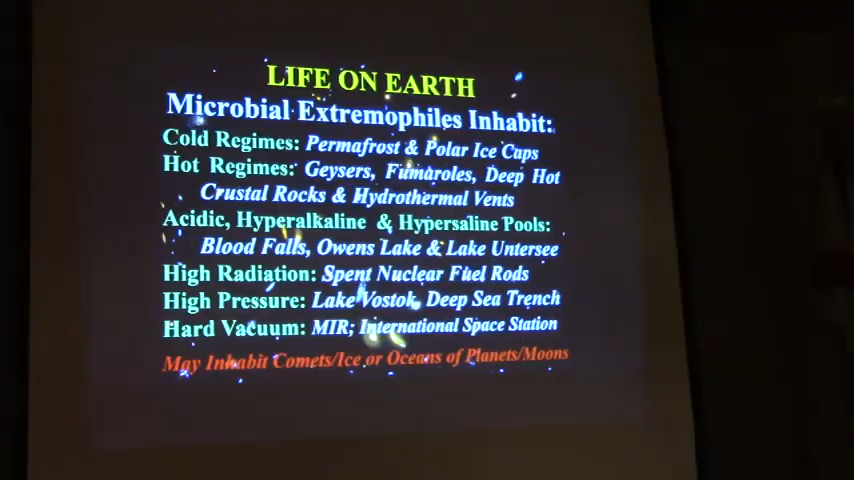 LIFE ON EARTH
Microbial Extremophiles Inhabit:
Cold Regimes: Permafrost & Polar Ice Caps
Hot Regimes: Geysers, Fumaroles, Deep Hot
Crustal Rocks & Hydrothermal Vents
Acidic, Hyperalkaline & Hypersaline Pools:
Blood Falls, Owens Lake & Lake Untersee
High Radiation: Spent Nuclear Fuel Rods
High Pressure: Lake Vostok, Deep Sea Trench
Hard Vacuum: MIR; International Space Station
May Inhabit Comets/Ice or Oceans of Planets/Moons